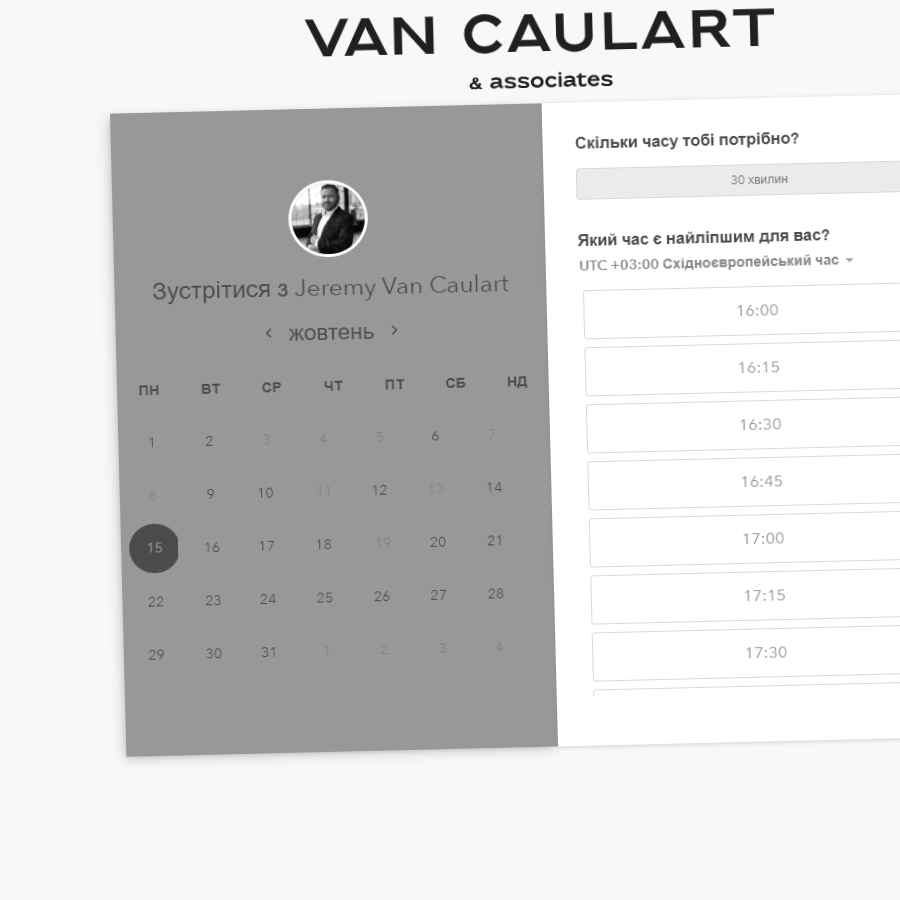 VAN CAULART
& associates
Зустрітися з Jeremy Van Caulart
жовтень
ПН ВТ СР ЧТ ПТ СБ НД
1 2 3 4 5 6 7
8 9 10 11 12 13 14
15 16 17 18 19 20 21
22 23 24 25 26 27 28
29 30 31 1 2 3 4
Скільки часу тобі потрібно?
30 хвилин
Який час є найліпшим для вас?
UTC +03:00 Східноєвропейський час
16:00
16:15
16:30
16:45
17:00
17:15
17:30